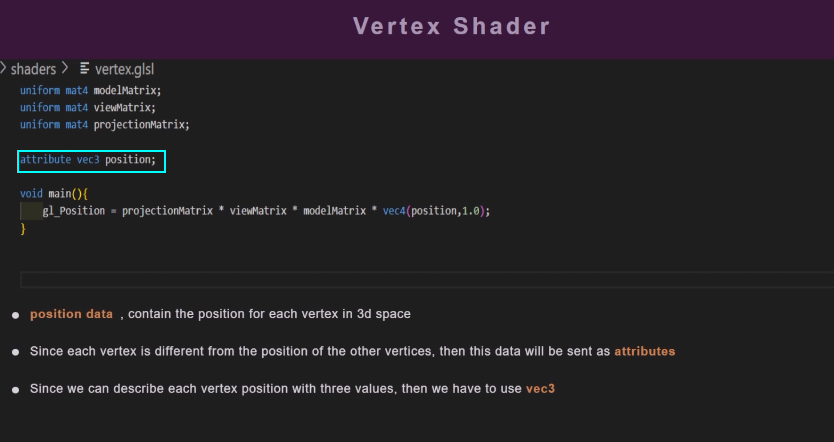 Vertex Shader
> shaders > vertex.glsl
uniform mat4 modelMatrix;
uniform mat4 viewMatrix;
uniform mat4 projectionMatrix;
attribute vec3 position;
void main(){
gl_Position = projectionMatrix * viewMatrix * modelMatrix * vec4(position,1.0);
}
● position data , contain the position for each vertex in 3d space
● Since each vertex is different from the position of the other vertices, then this data will be sent as attributes
● Since we can describe each vertex position with three values, then we have to use vec3